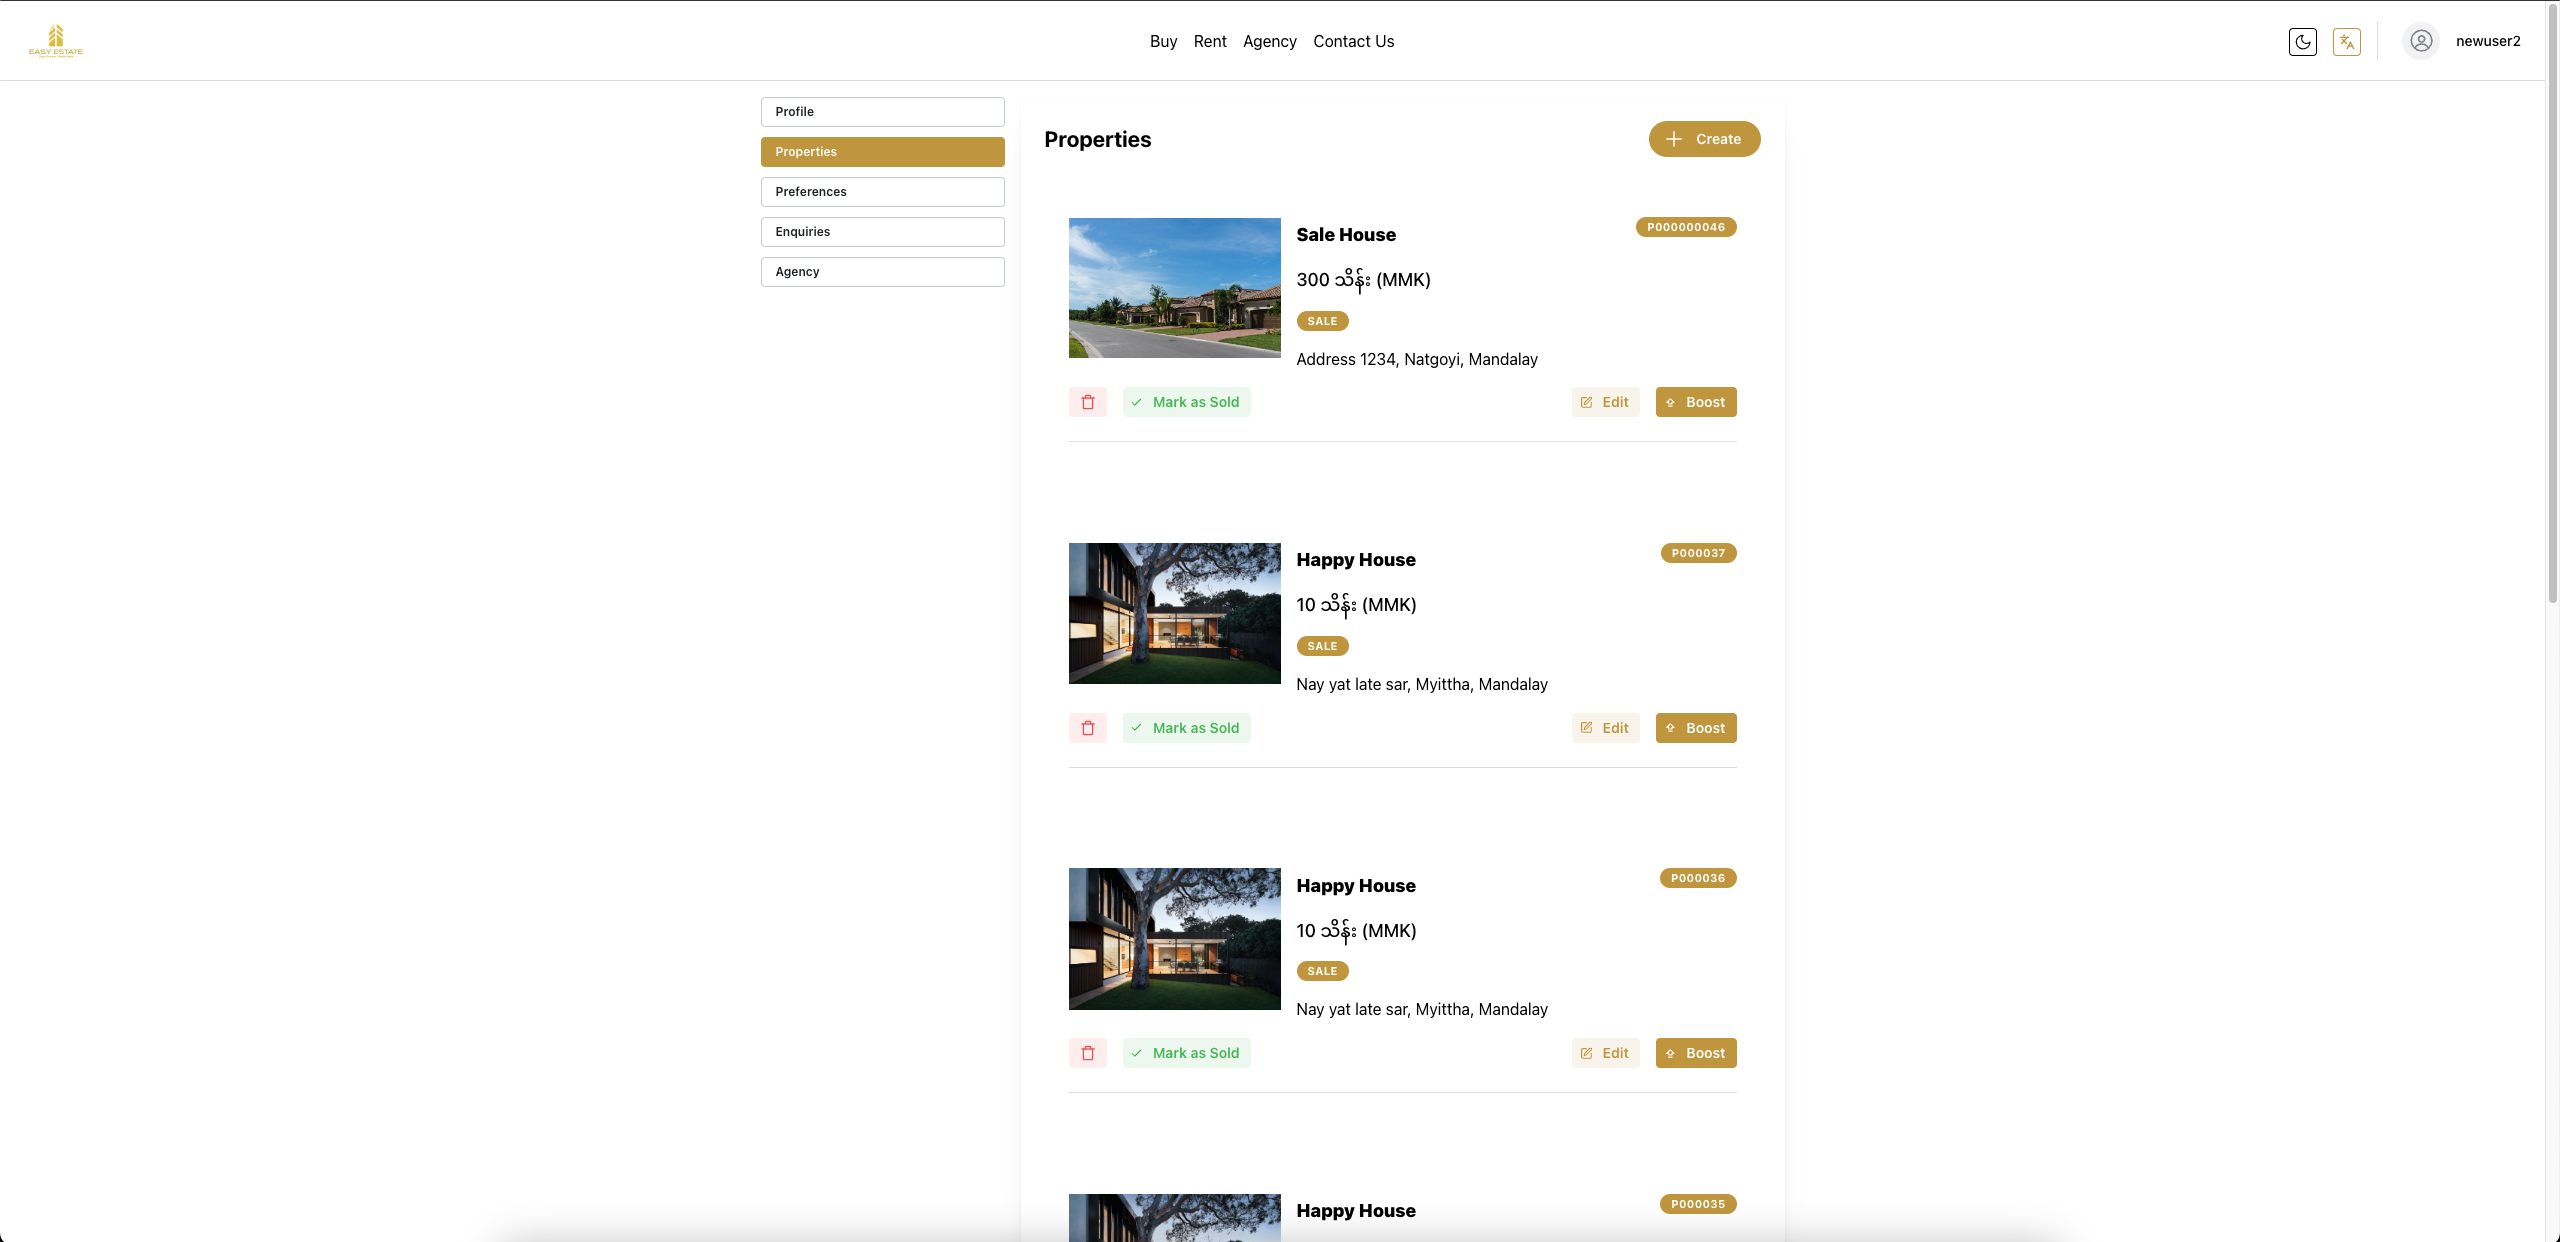 EASY ESTATE
Buy Rent Agency Contact Us
newuser2
Profile
Properties
Preferences
Enquiries
Agency
Properties
Create
Sale House
P000000046
300 သိန်း (MMK)
SALE
Address 1234, Natgoyi, Mandalay
Mark as Sold
Edit
Boost
Happy House
P000037
10 သိန်း (MMK)
SALE
Nay yat late sar, Myittha, Mandalay
Mark as Sold
Edit
Boost
Happy House
P000036
10 သိန်း (MMK)
SALE
Nay yat late sar, Myittha, Mandalay
Mark as Sold
Edit
Boost
Happy House
P000035